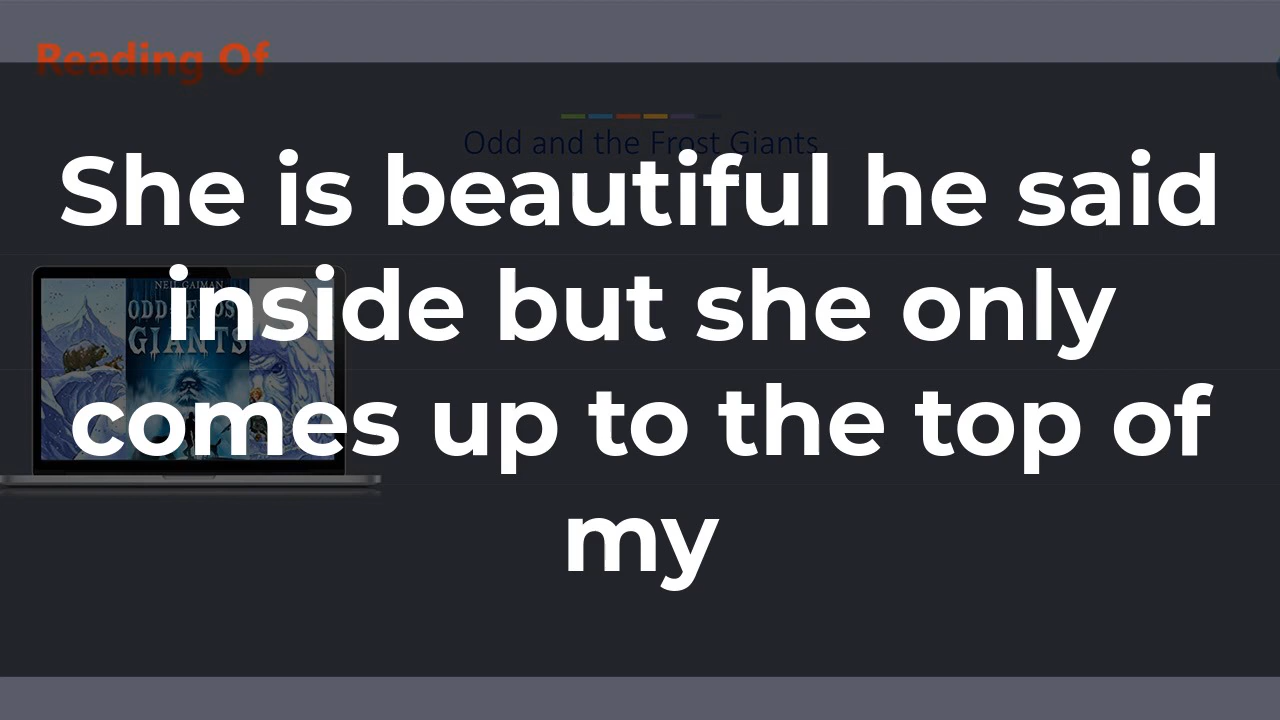 Reading Of
Odd and the Frost Giants
She is beautiful he said
inside but she only
comes up to the top of
my
NEIL GAIMAN
ODD FROST
GIANTS